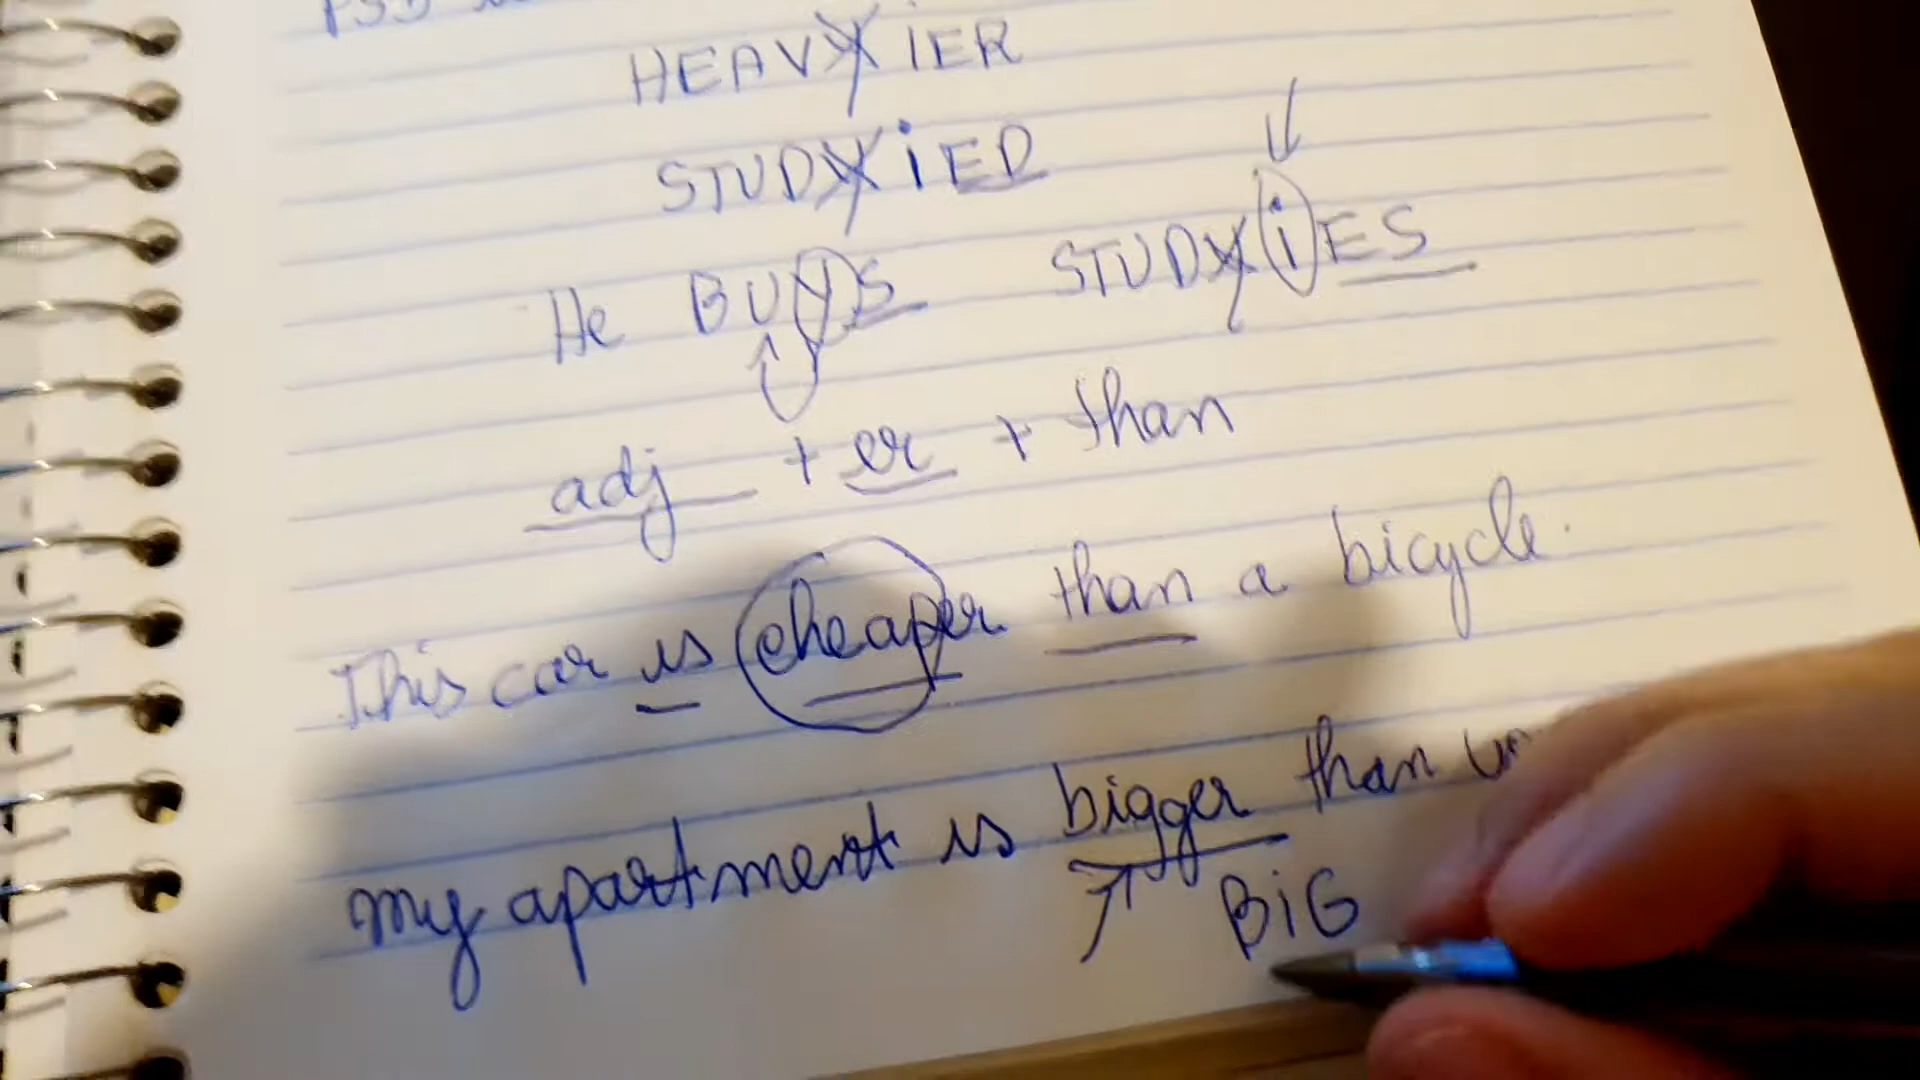 HEAVY IER
STUDY iED
He BUYS STUDY iES
adj + er + than
This car is cheaper than a bicycle.
my apartment is bigger than
BiG